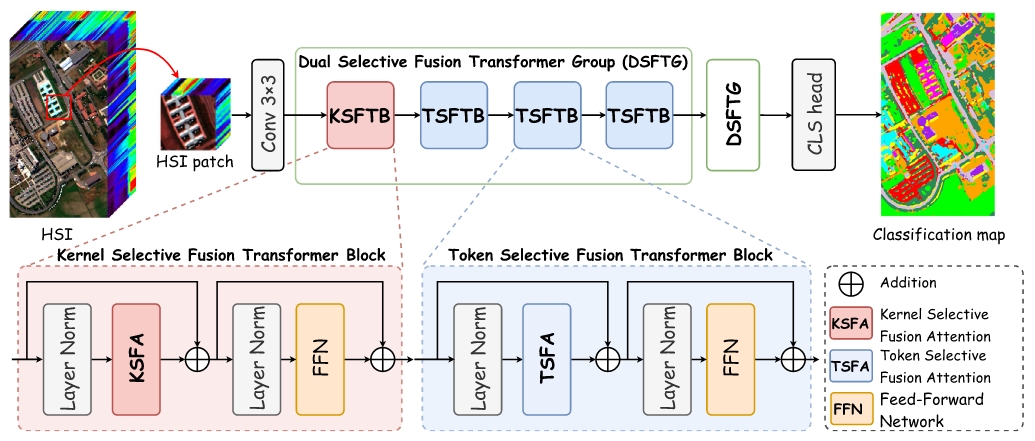 Dual Selective Fusion Transformer Group (DSFTG)
HSI patch
Conv 3×3
KSFTB
TSFTB
TSFTB
TSFTB
DSFTG
CLS head
HSI
Classification map
Kernel Selective Fusion Transformer Block
Token Selective Fusion Transformer Block
Layer Norm
KSFA
Layer Norm
FFN
Layer Norm
TSFA
Layer Norm
FFN
Addition
KSFA
Kernel Selective
Fusion Attention
TSFA
Token Selective
Fusion Attention
FFN
Feed-Forward
Network